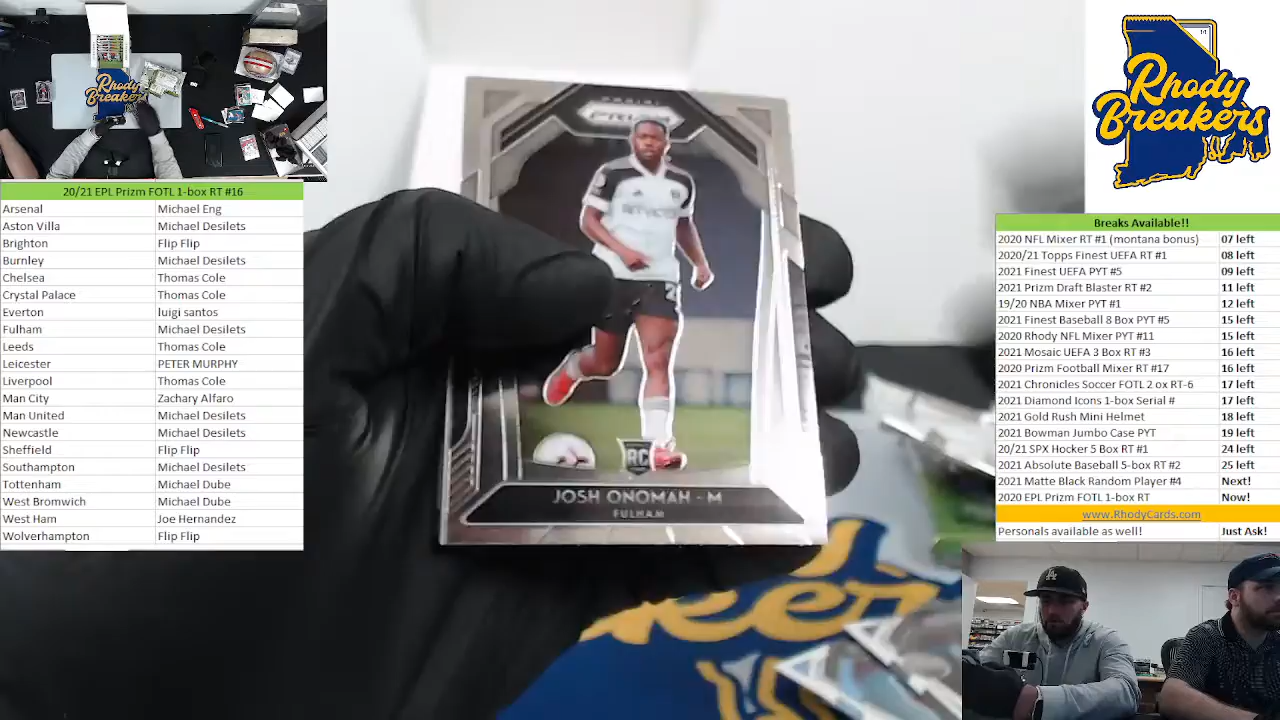 20/21 EPL Prizm FOTL 1-box RT #16
Arsenal Michael Eng
Aston Villa Michael Desilets
Brighton Flip Flip
Burnley Michael Desilets
Chelsea Thomas Cole
Crystal Palace Thomas Cole
Everton luigi santos
Fulham Michael Desilets
Leeds Thomas Cole
Leicester PETER MURPHY
Liverpool Thomas Cole
Man City Zachary Alfaro
Man United Michael Desilets
Newcastle Michael Desilets
Sheffield Flip Flip
Southampton Michael Desilets
Tottenham Michael Dube
West Bromwich Michael Dube
West Ham Joe Hernandez
Wolverhampton Flip Flip
Rhody
Breakers
PANINI
PRIZM
RC
JOSH ONOMAH - M
FULHAM
Rhody
Breakers
Breaks Available!!
2020 NFL Mixer RT #1 (montana bonus) 07 left
2020/21 Topps Finest UEFA RT #1 08 left
2021 Finest UEFA PYT #5 09 left
2021 Prizm Draft Blaster RT #2 11 left
19/20 NBA Mixer PYT #1 12 left
2021 Finest Baseball 8 Box PYT #5 15 left
2020 Rhody NFL Mixer PYT #11 15 left
2021 Mosaic UEFA 3 Box RT #3 16 left
2020 Prizm Football Mixer RT #17 16 left
2021 Chronicles Soccer FOTL 2 ox RT-6 17 left
2021 Diamond Icons 1-box Serial # 17 left
2021 Gold Rush Mini Helmet 18 left
2021 Bowman Jumbo Case PYT 19 left
20/21 SPX Hocker 5 Box RT #1 24 left
2021 Absolute Baseball 5-box RT #2 25 left
2021 Matte Black Random Player #4 Next!
2020 EPL Prizm FOTL 1-box RT Now!
www.RhodyCards.com
Personals available as well! Just Ask!